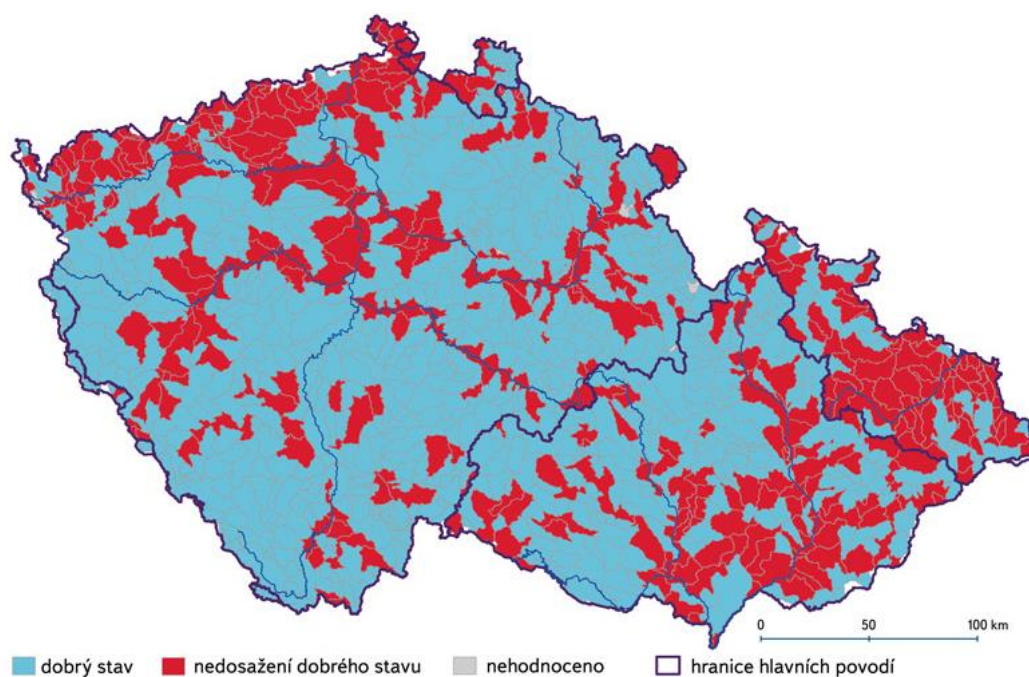 0 50 100 km
dobrý stav nedosažení dobrého stavu nehodnoceno hranice hlavních povodí